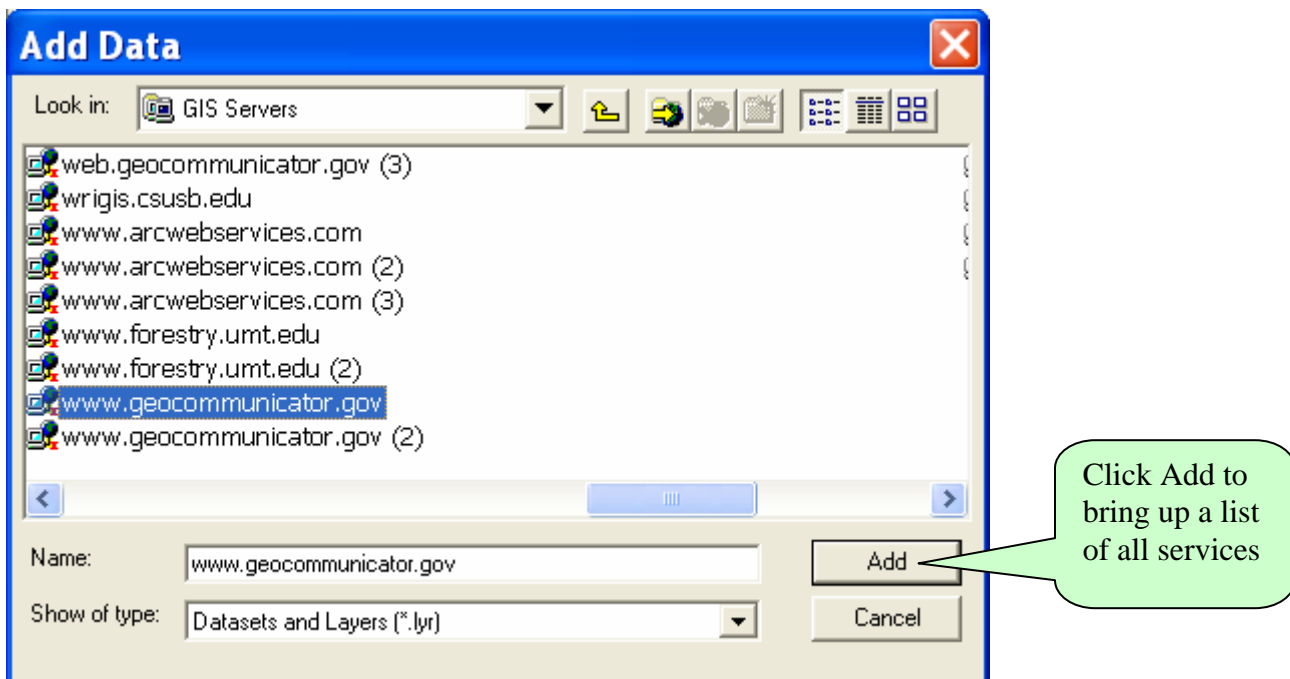 Add Data
Look in: GIS Servers
web.geocommunicator.gov (3)
wrigis.csusb.edu
www.arcwebservices.com
www.arcwebservices.com (2)
www.arcwebservices.com (3)
www.forestry.umt.edu
www.forestry.umt.edu (2)
www.geocommunicator.gov
www.geocommunicator.gov (2)
Name: www.geocommunicator.gov Add
Show of type: Datasets and Layers (*.lyr) Cancel
Click Add to
bring up a list
of all services